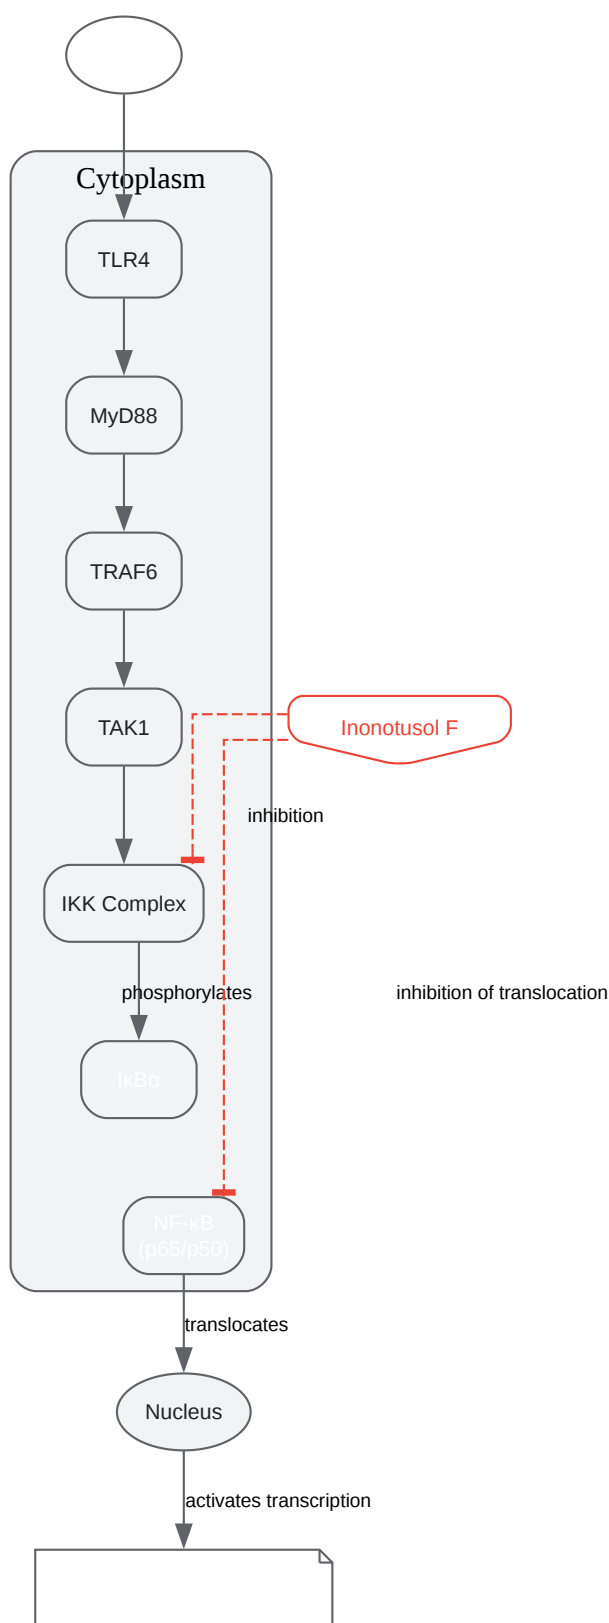 Cytoplasm
TLR4
MyD88
TRAF6
TAK1
Inonotusol F
inhibition
IKK Complex
phosphorylates
inhibition of translocation
IκBα
NF-κB
(p65/p50)
translocates
Nucleus
activates transcription